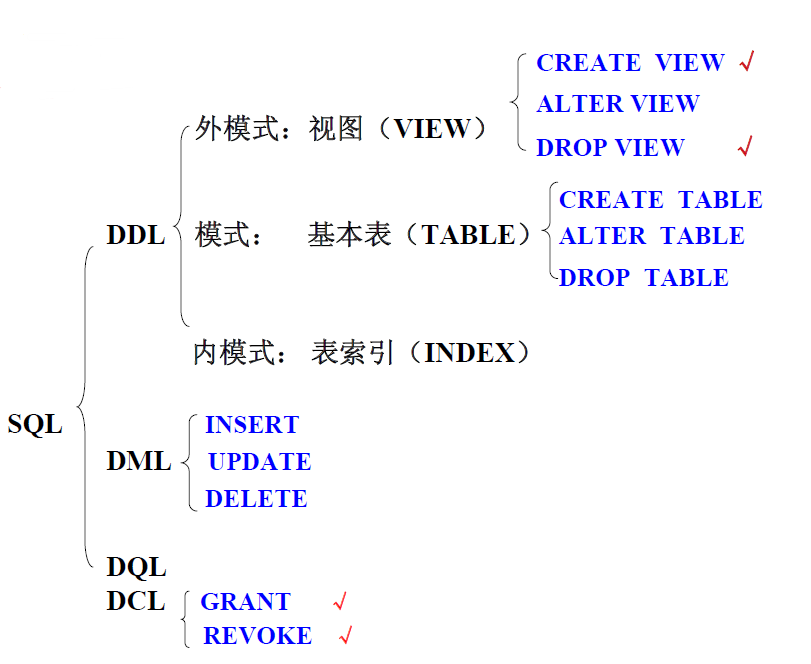 CREATE VIEW √
ALTER VIEW
DROP VIEW √
外模式：视图（VIEW）
CREATE TABLE
ALTER TABLE
DROP TABLE
DDL
模式： 基本表（TABLE）
内模式： 表索引（INDEX）
SQL
INSERT
DML
UPDATE
DELETE
DQL
DCL
GRANT √
REVOKE √